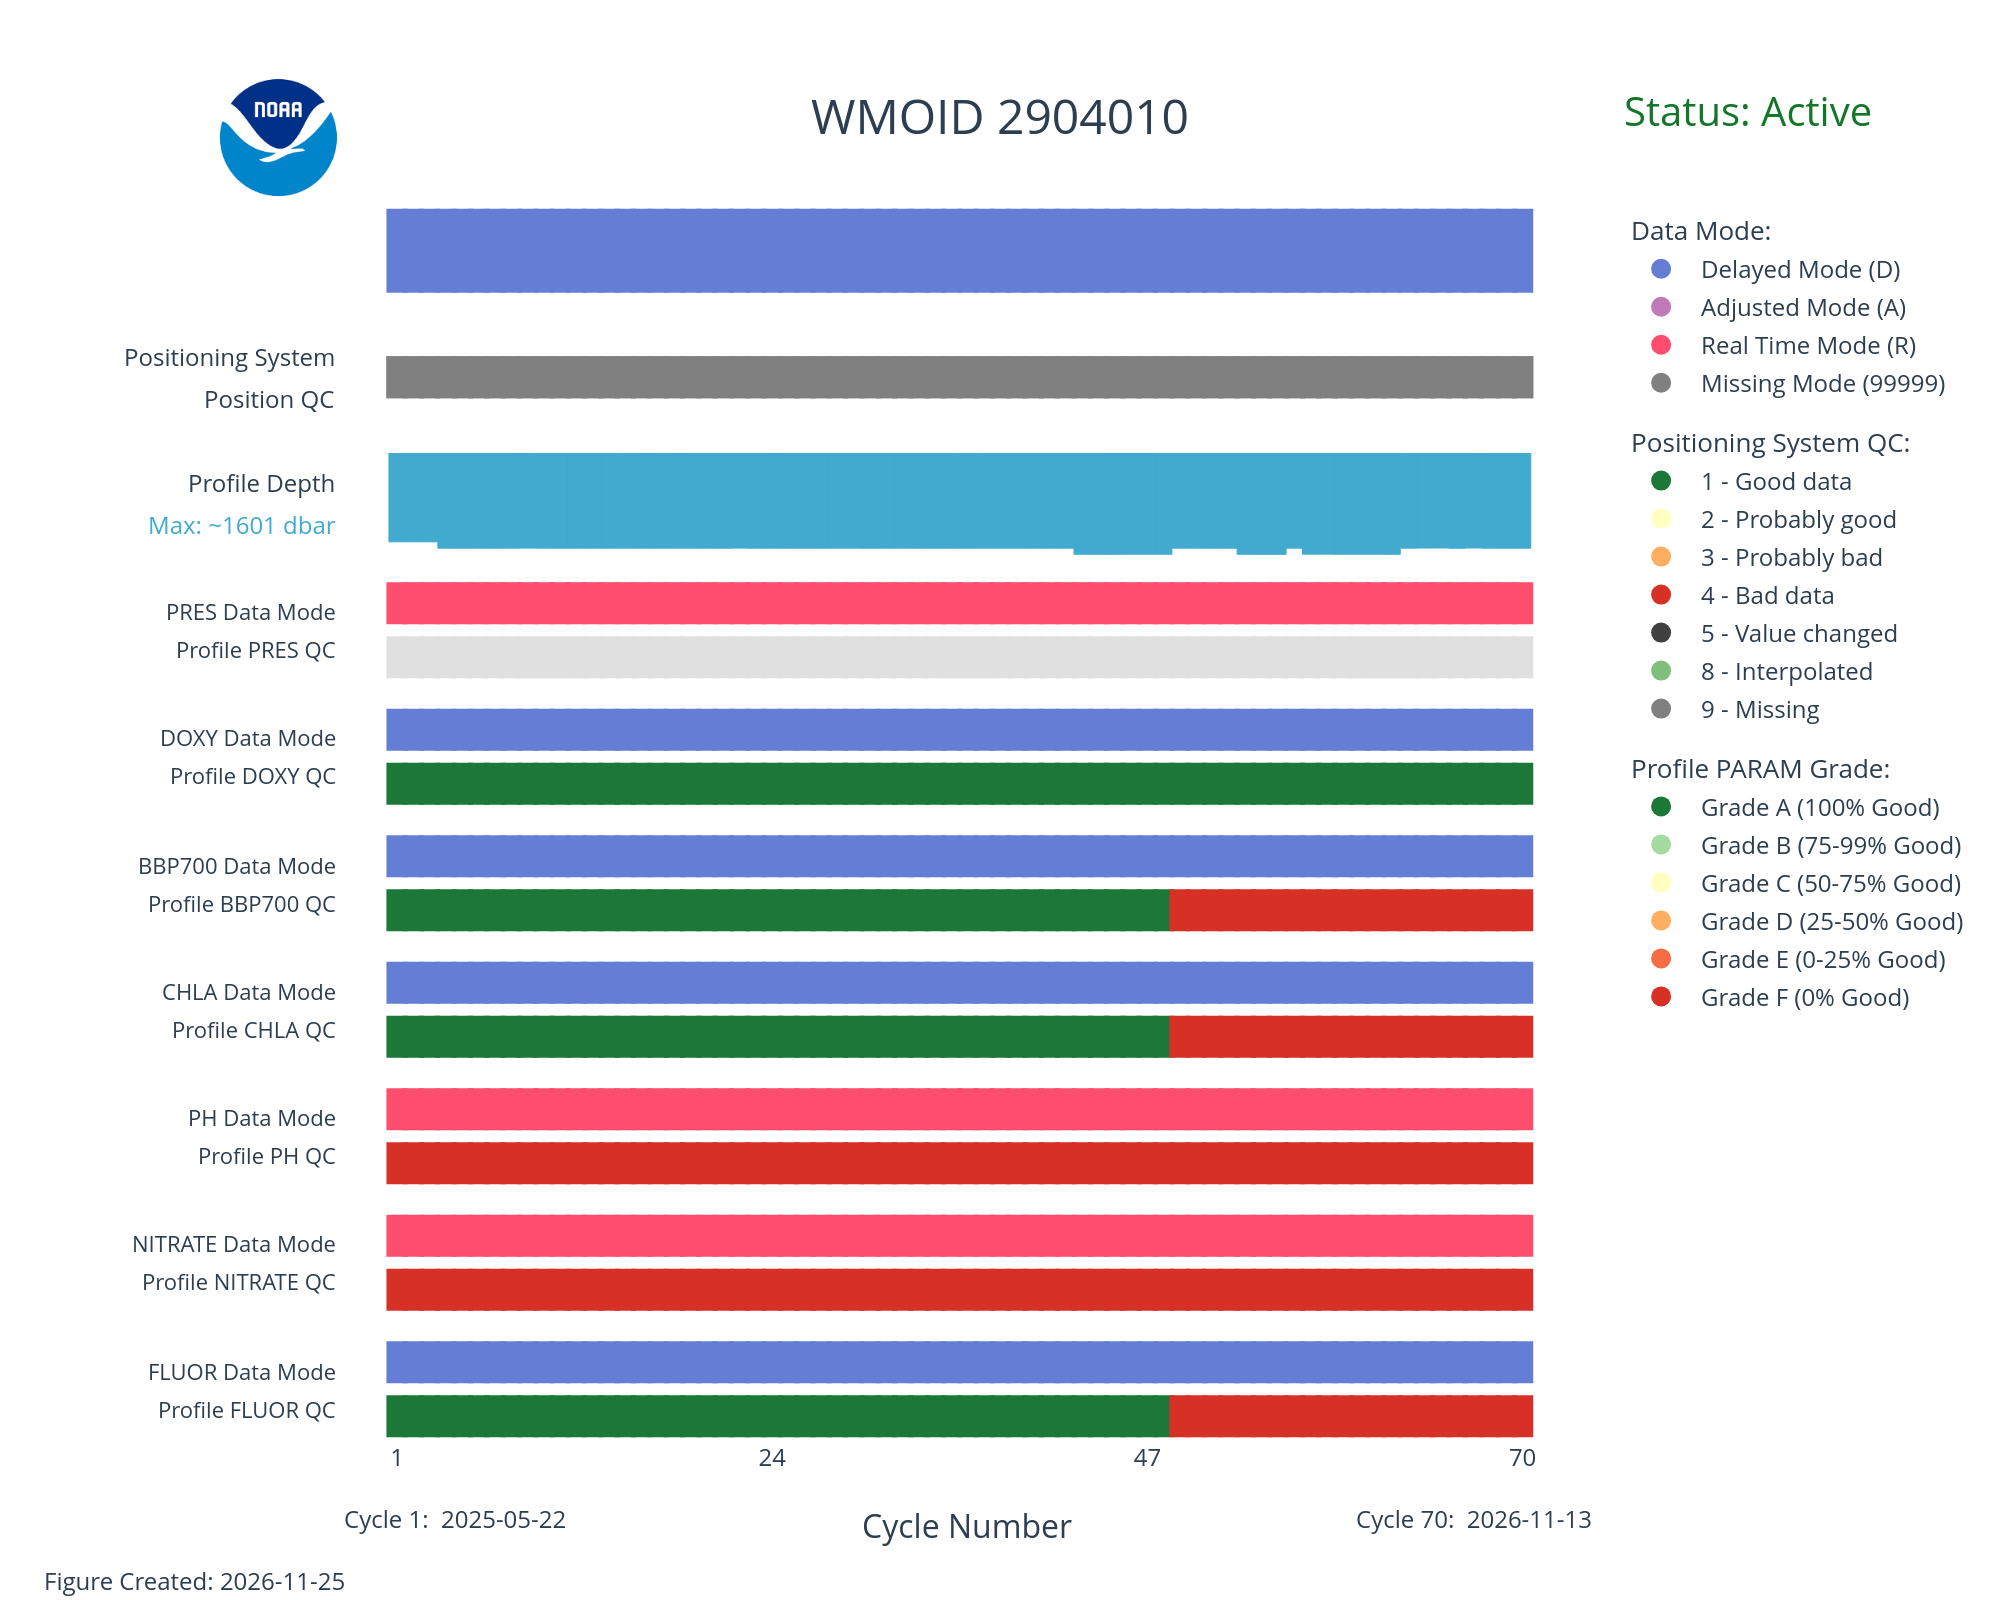 NOAA
WMOID 2904010
Status: Active
Positioning System
Position QC
Profile Depth
Max: ~1601 dbar
PRES Data Mode
Profile PRES QC
DOXY Data Mode
Profile DOXY QC
BBP700 Data Mode
Profile BBP700 QC
CHLA Data Mode
Profile CHLA QC
PH Data Mode
Profile PH QC
NITRATE Data Mode
Profile NITRATE QC
FLUOR Data Mode
Profile FLUOR QC
Data Mode:
Delayed Mode (D)
Adjusted Mode (A)
Real Time Mode (R)
Missing Mode (99999)
Positioning System QC:
1 - Good data
2 - Probably good
3 - Probably bad
4 - Bad data
5 - Value changed
8 - Interpolated
9 - Missing
Profile PARAM Grade:
Grade A (100% Good)
Grade B (75-99% Good)
Grade C (50-75% Good)
Grade D (25-50% Good)
Grade E (0-25% Good)
Grade F (0% Good)
1 24 47 70
Cycle 1: 2025-05-22
Cycle Number
Cycle 70: 2026-11-13
Figure Created: 2026-11-25